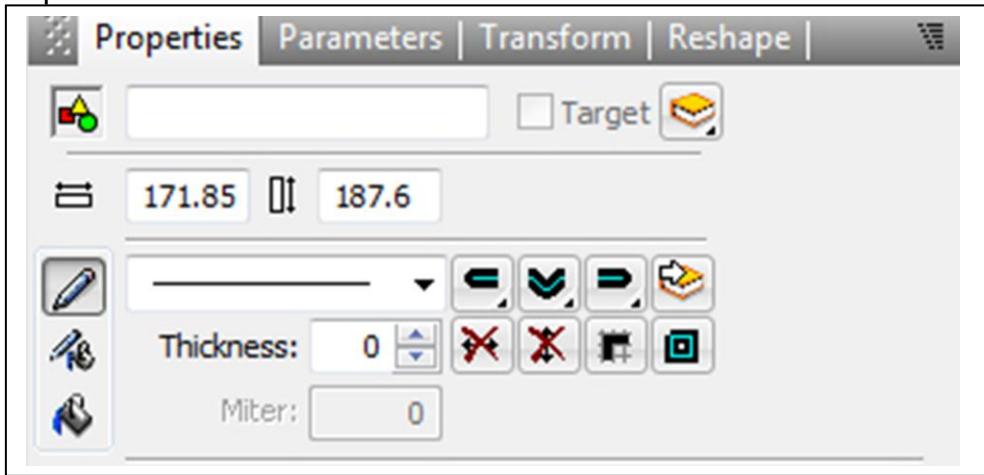 Properties Parameters | Transform | Reshape |
Target
171.85 187.6
Thickness: 0
Miter: 0